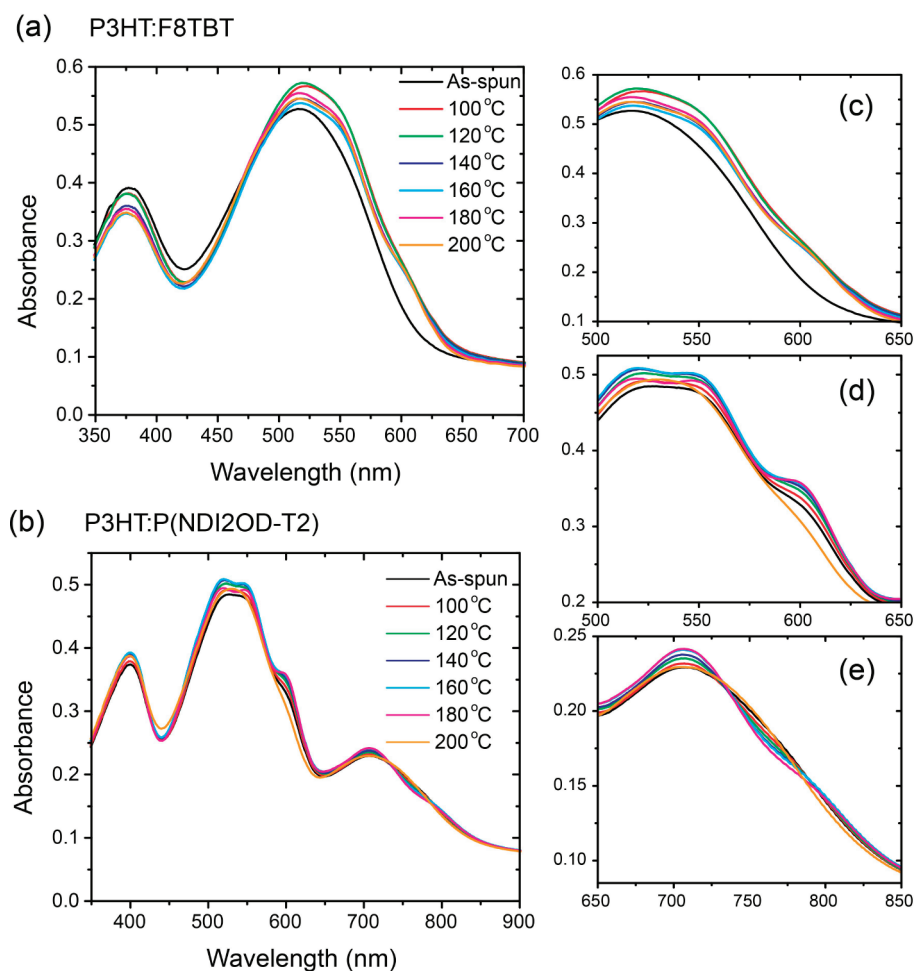 (a) P3HT:F8TBT
0.6
0.5
0.4
0.3
0.2
0.1
0.0
Absorbance
As-spun
100°C
120°C
140°C
160°C
180°C
200°C
350 400 450 500 550 600 650 700
Wavelength (nm)
(c)
0.6
0.5
0.4
0.3
0.2
0.1
500 550 600 650
(d)
0.5
0.4
0.3
0.2
500 550 600 650
(b) P3HT:P(NDI2OD-T2)
0.5
0.4
0.3
0.2
0.1
0.0
Absorbance
As-spun
100°C
120°C
140°C
160°C
180°C
200°C
400 500 600 700 800 900
Wavelength (nm)
(e)
0.25
0.20
0.15
0.10
650 700 750 800 850